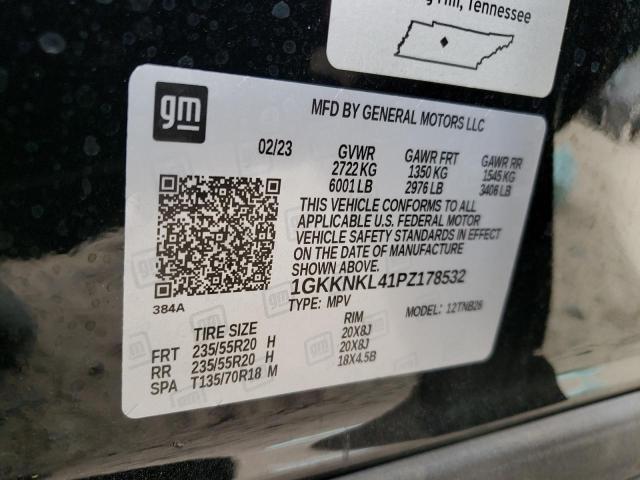 Hill, Tennessee
gm
MFD BY GENERAL MOTORS LLC
02/23 GVWR GAWR FRT GAWR RR
2722 KG 1350 KG 1545 KG
6001 LB 2976 LB 3406 LB
THIS VEHICLE CONFORMS TO ALL
APPLICABLE U.S. FEDERAL MOTOR
VEHICLE SAFETY STANDARDS IN EFFECT
ON THE DATE OF MANUFACTURE
SHOWN ABOVE.
1GKKNKL41PZ178532
384A TYPE: MPV MODEL: 12TNB26
TIRE SIZE RIM
FRT 235/55R20 H 20X8J
RR 235/55R20 H 20X8J
SPA T135/70R18 M 18X4.5B